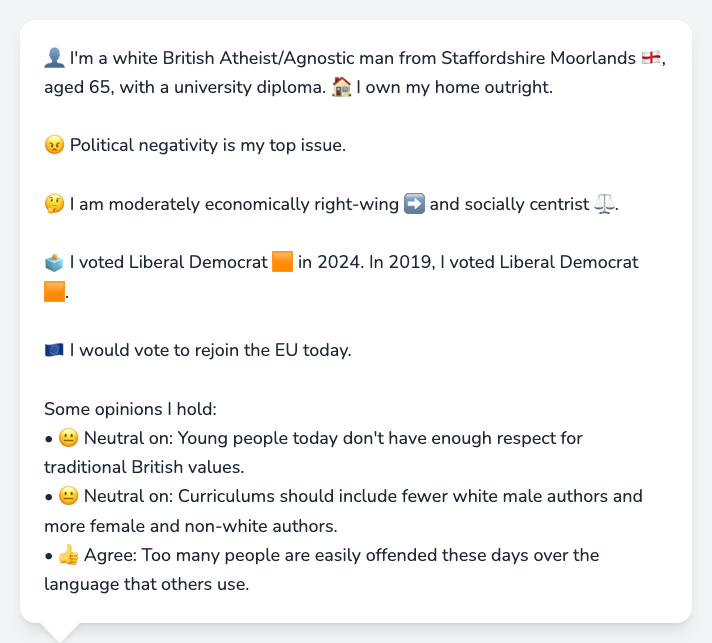 👤 I'm a white British Atheist/Agnostic man from Staffordshire Moorlands 🏴󠁧󠁢󠁥󠁮󠁧󠁿,
aged 65, with a university diploma. 🏠 I own my home outright.
😠 Political negativity is my top issue.
🤔 I am moderately economically right-wing ➡️ and socially centrist ⚖️.
🗳️ I voted Liberal Democrat 🟧 in 2024. In 2019, I voted Liberal Democrat
🟧.
🇪🇺 I would vote to rejoin the EU today.
Some opinions I hold:
• 😐 Neutral on: Young people today don't have enough respect for
traditional British values.
• 😐 Neutral on: Curriculums should include fewer white male authors and
more female and non-white authors.
• 👍 Agree: Too many people are easily offended these days over the
language that others use.